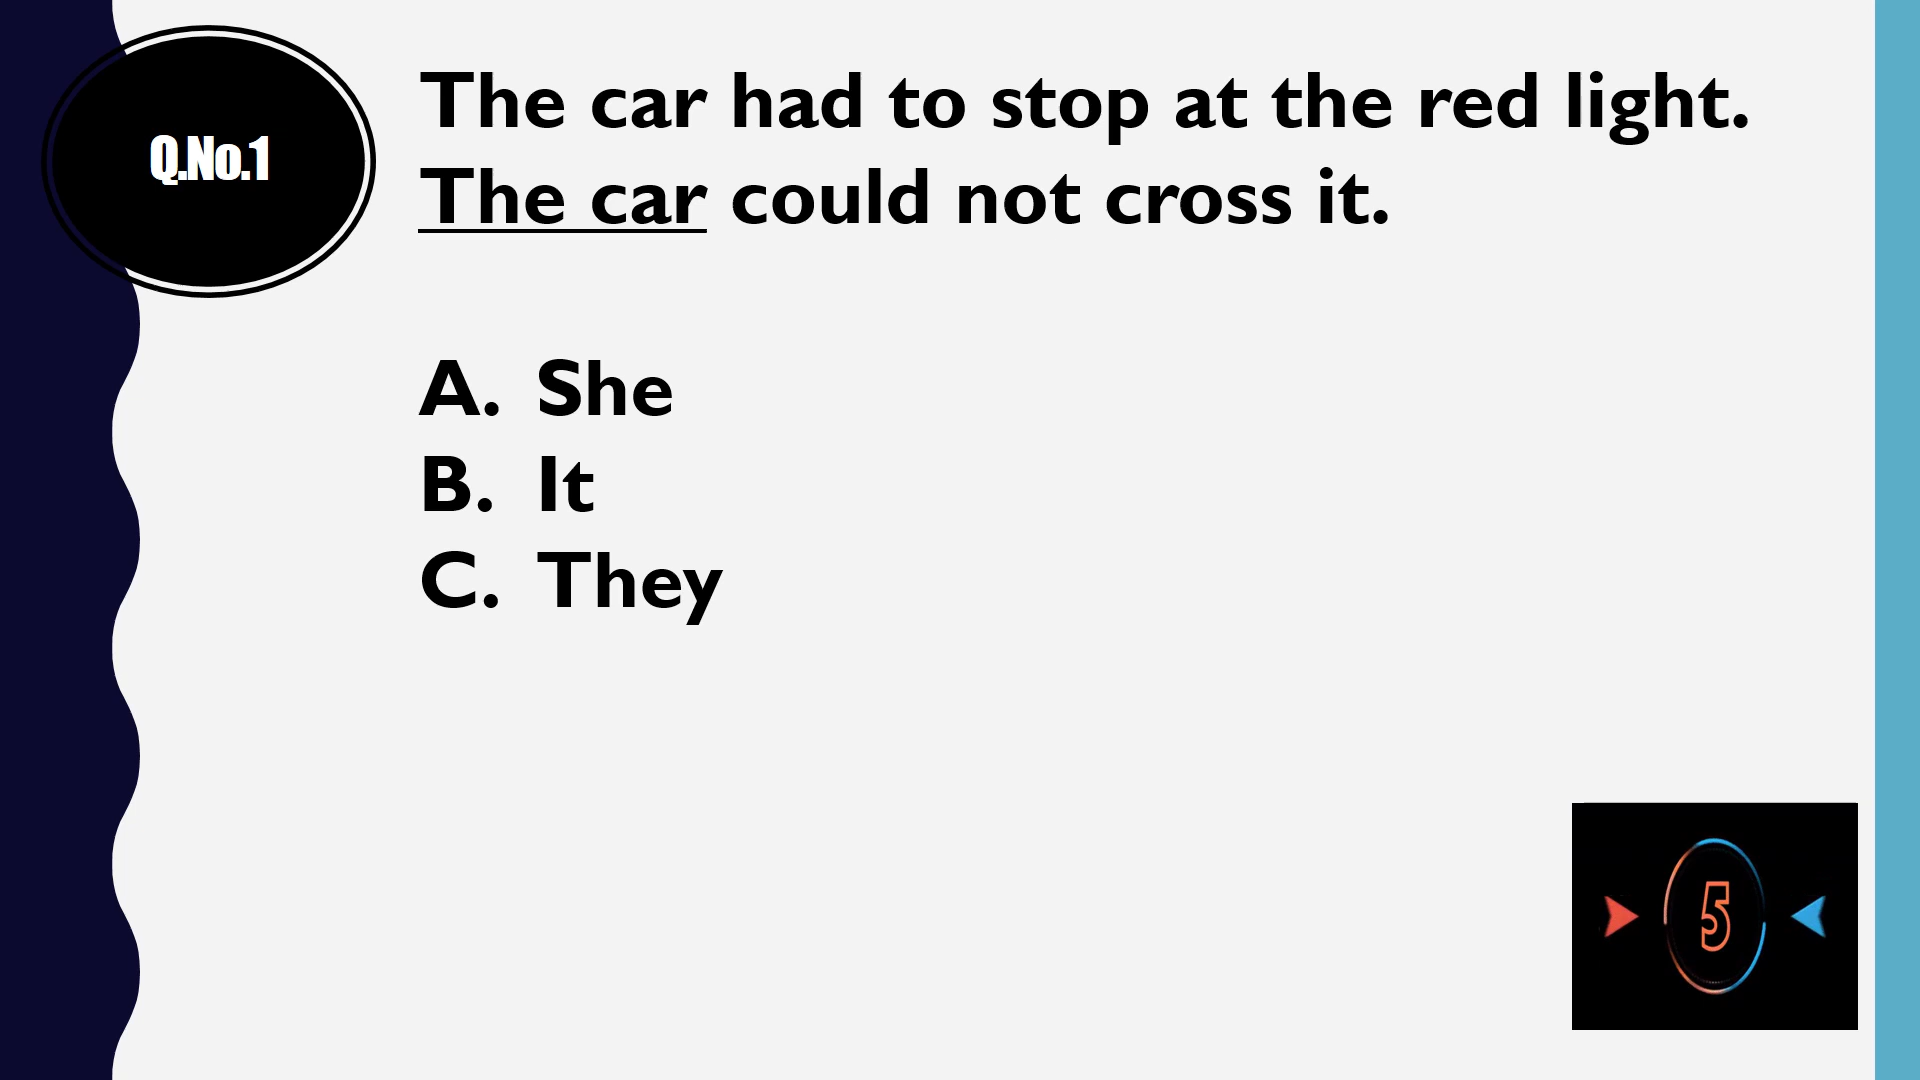 Q.No.1
The car had to stop at the red light.
The car could not cross it.
A. She
B. It
C. They
5